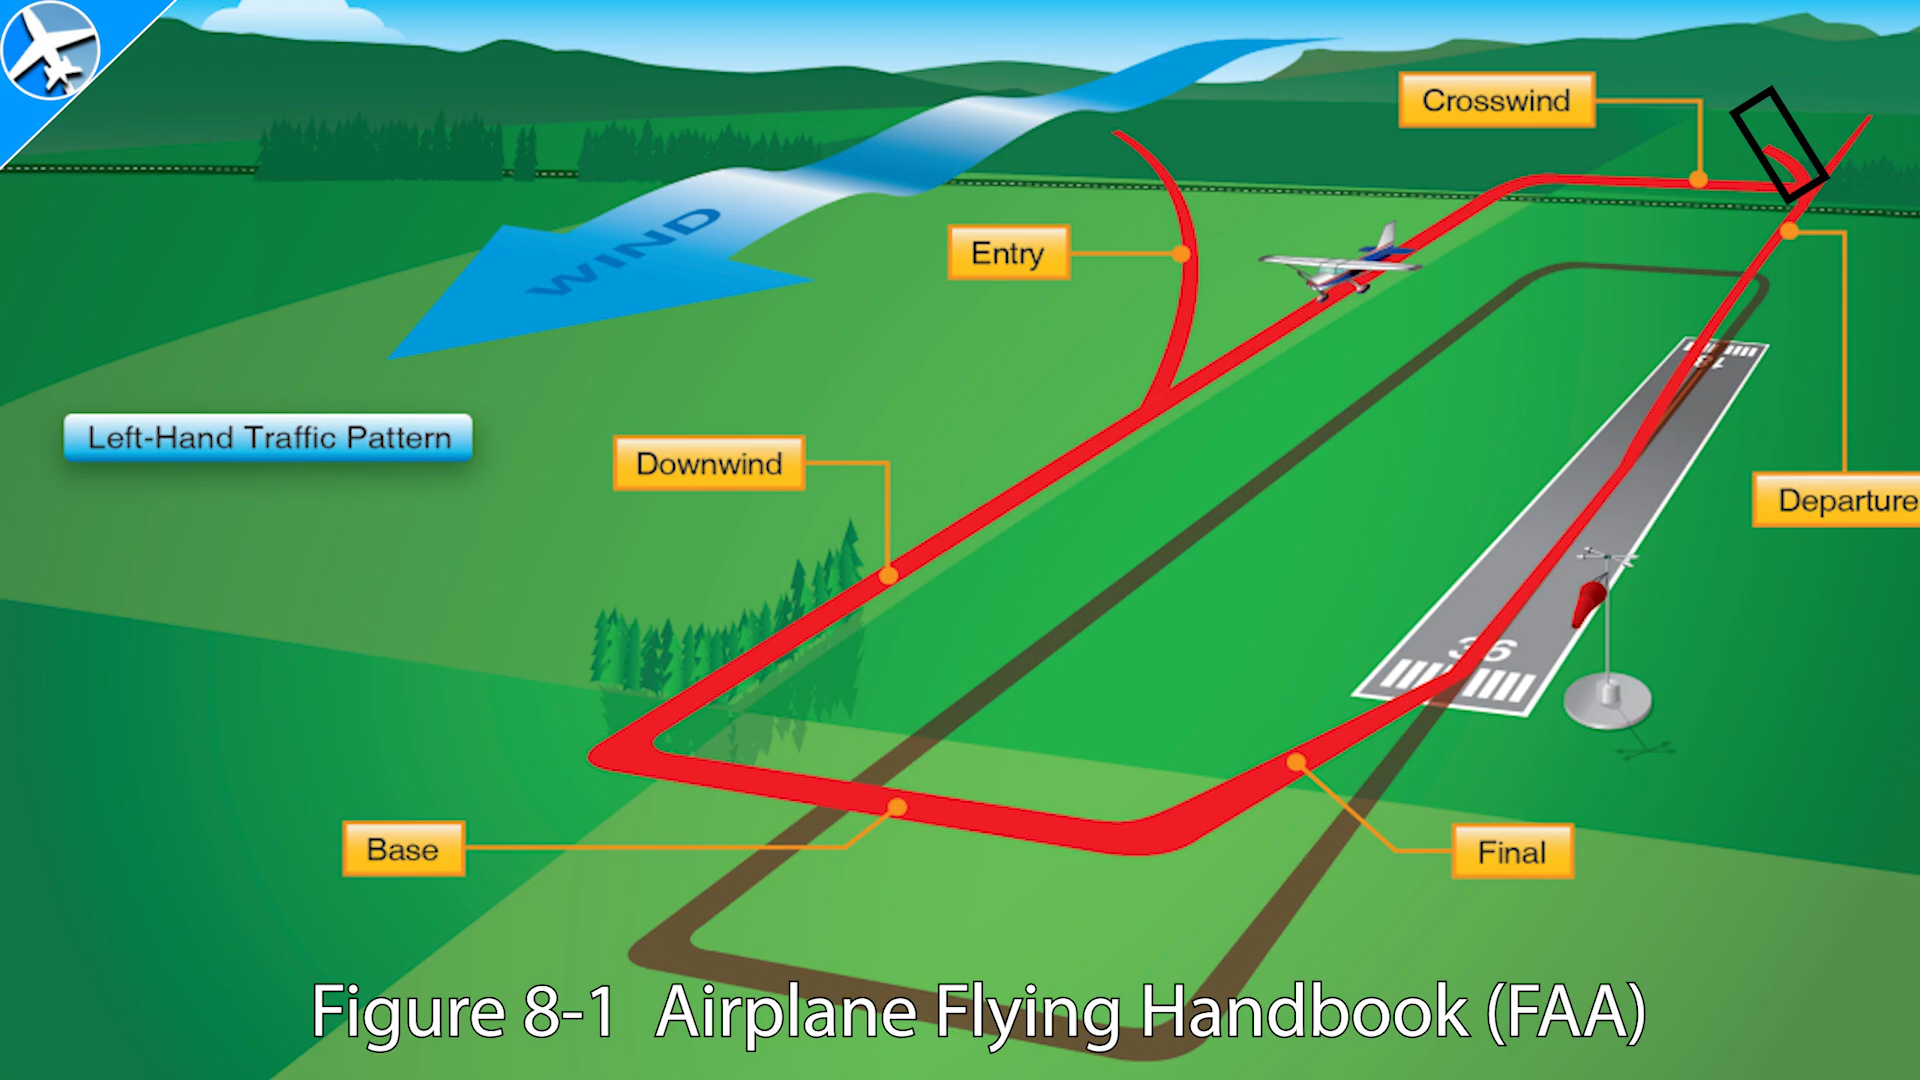 Crosswind
WIND
Entry
18
Left-Hand Traffic Pattern
Downwind
Departure
36
Base
Final
Figure 8-1 Airplane Flying Handbook (FAA)